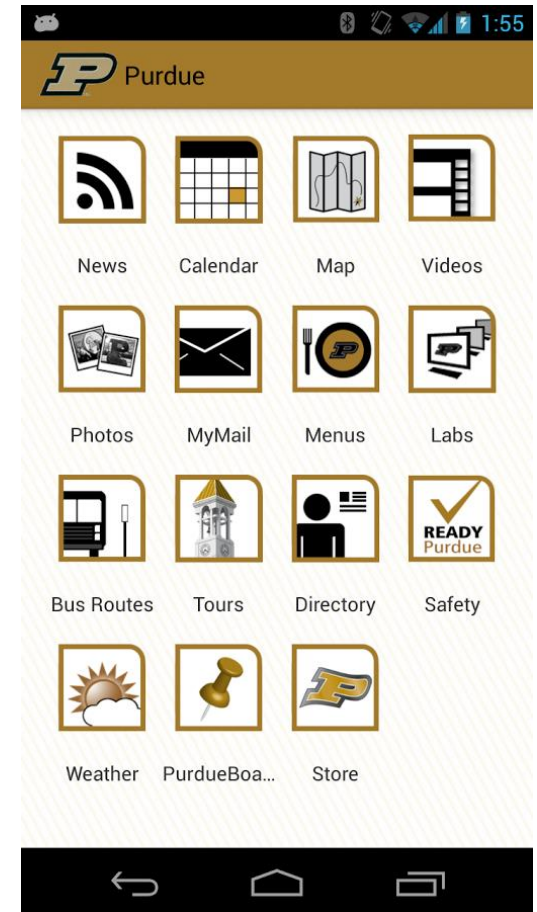 1:55
P Purdue
News Calendar Map Videos
Photos MyMail Menus Labs
READY
Purdue
Bus Routes Tours Directory Safety
Weather PurdueBoa... Store